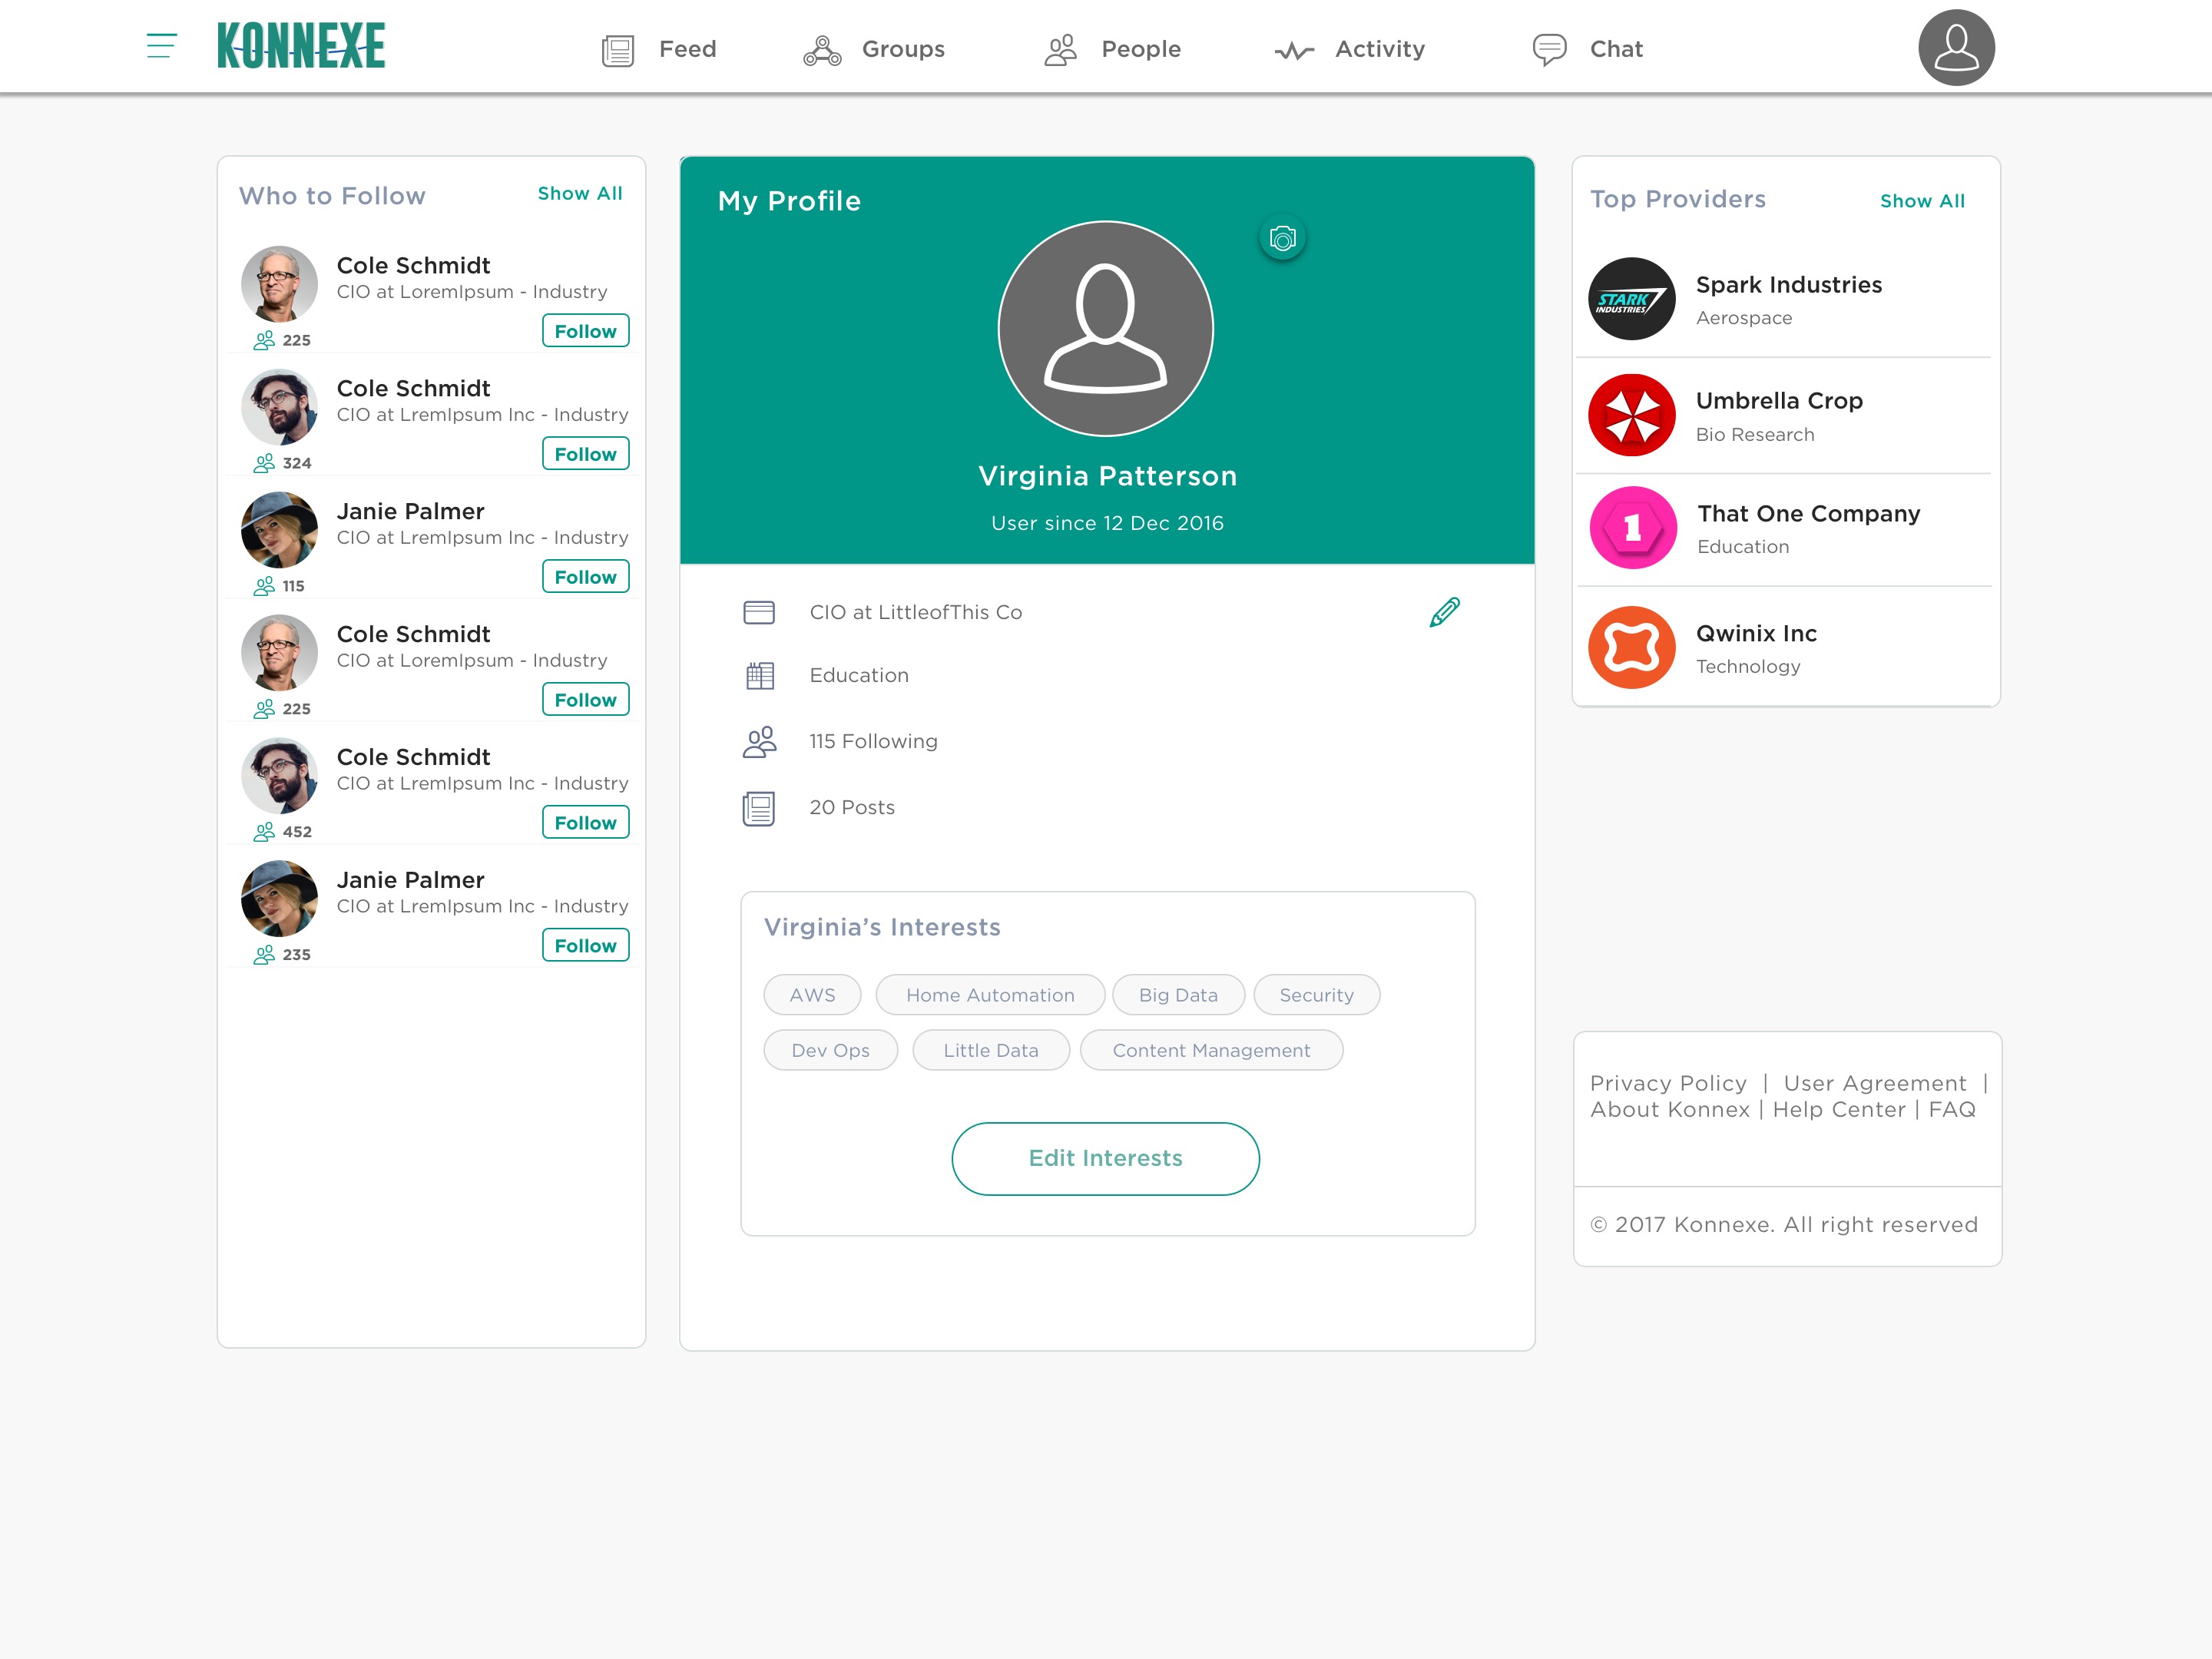 KONNEXE
Feed
Groups
People
Activity
Chat
Who to Follow
Show All
Cole Schmidt
CIO at LoremIpsum - Industry
225
Follow
Cole Schmidt
CIO at LremIpsum Inc - Industry
324
Follow
Janie Palmer
CIO at LremIpsum Inc - Industry
115
Follow
Cole Schmidt
CIO at LoremIpsum - Industry
225
Follow
Cole Schmidt
CIO at LremIpsum Inc - Industry
452
Follow
Janie Palmer
CIO at LremIpsum Inc - Industry
235
Follow
My Profile
Virginia Patterson
User since 12 Dec 2016
CIO at LittleofThis Co
Education
115 Following
20 Posts
Virginia’s Interests
AWS
Home Automation
Big Data
Security
Dev Ops
Little Data
Content Management
Edit Interests
Top Providers
Show All
STARK
INDUSTRIES
Spark Industries
Aerospace
Umbrella Crop
Bio Research
1
That One Company
Education
Qwinix Inc
Technology
Privacy Policy | User Agreement |
About Konnex | Help Center | FAQ
© 2017 Konnexe. All right reserved